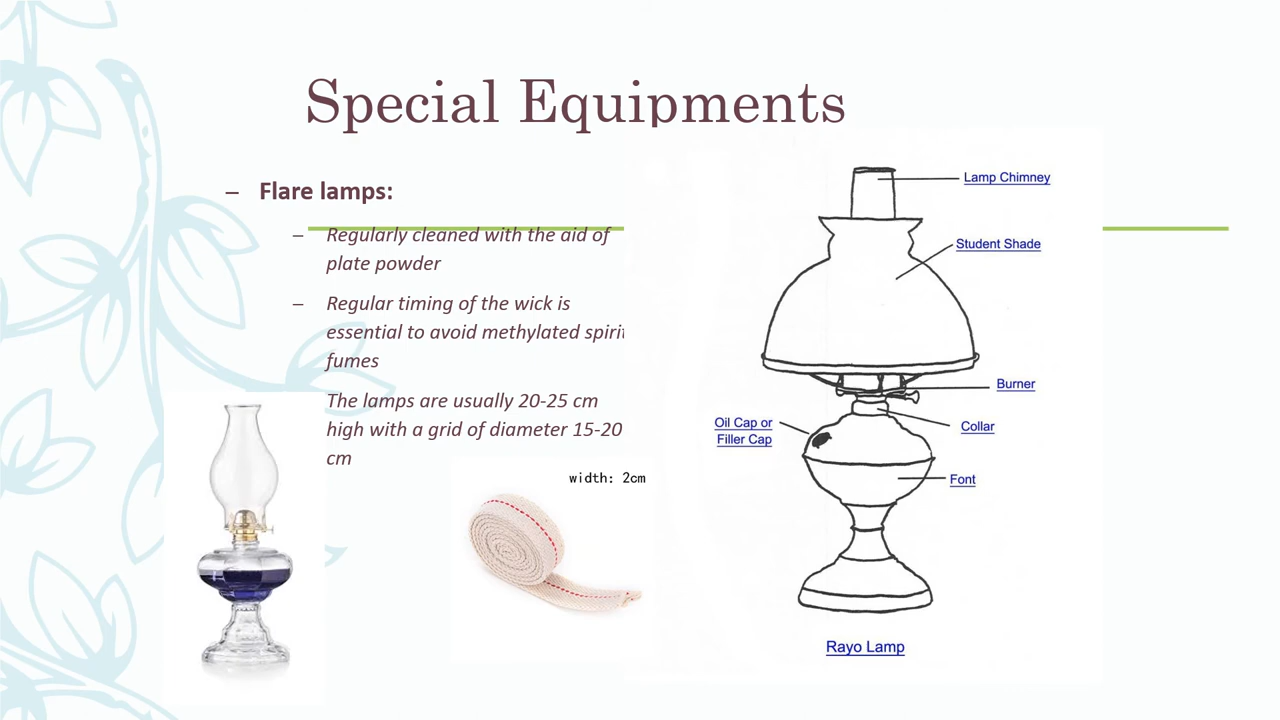 Special Equipments
– Flare lamps:
– Regularly cleaned with the aid of
plate powder
– Regular timing of the wick is
essential to avoid methylated spirit
fumes
The lamps are usually 20-25 cm
high with a grid of diameter 15-20
cm
width: 2cm
Lamp Chimney
Student Shade
Burner
Oil Cap or
Filler Cap
Collar
Font
Rayo Lamp